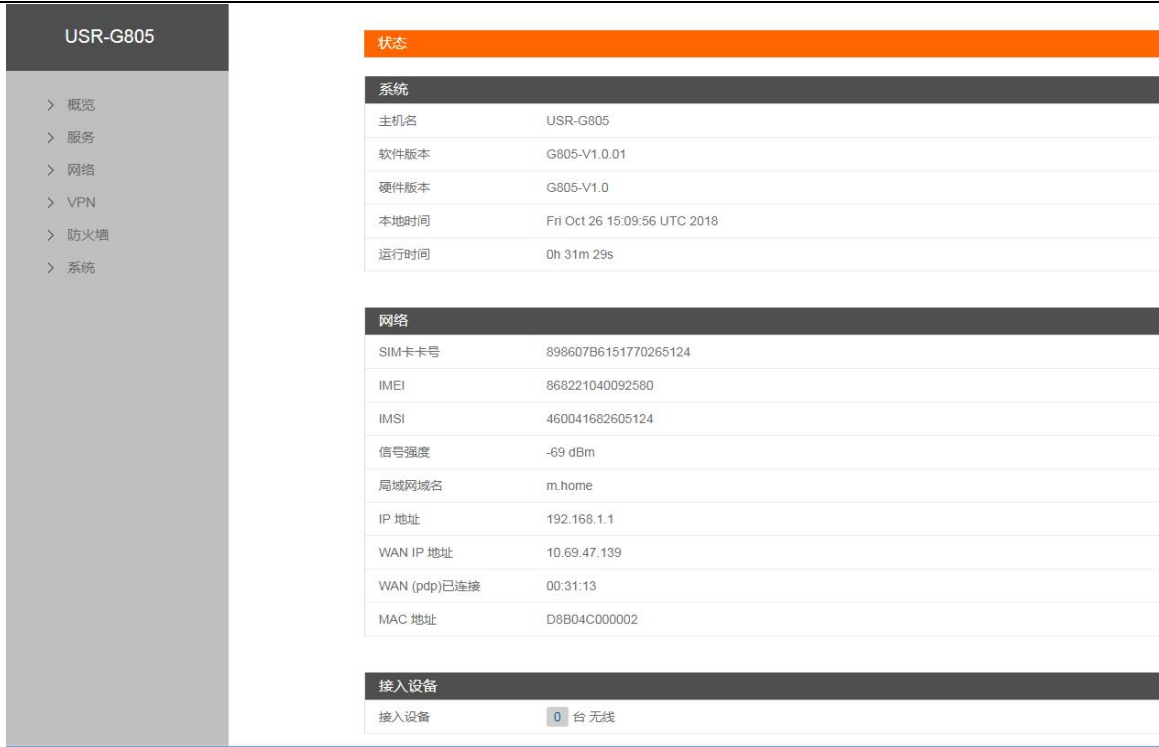 USR-G805
概览
服务
网络
VPN
防火墙
系统
状态
系统
主机名 USR-G805
软件版本 G805-V1.0.01
硬件版本 G805-V1.0
本地时间 Fri Oct 26 15:09:56 UTC 2018
运行时间 0h 31m 29s
网络
SIM卡卡号 898607B6151770265124
IMEI 868221040092580
IMSI 460041682605124
信号强度 -69 dBm
局域网域名 m.home
IP 地址 192.168.1.1
WAN IP 地址 10.69.47.139
WAN (pdp)已连接 00:31:13
MAC 地址 D8B04C000002
接入设备
接入设备 0 台 无线